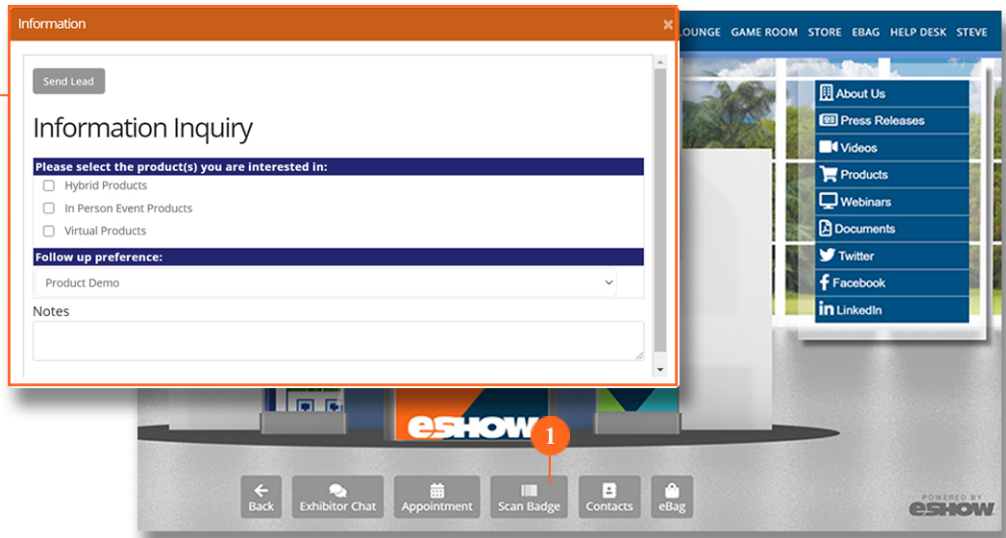 Information
LOUNGE GAME ROOM STORE EBAG HELP DESK STEVE
Send Lead
Information Inquiry
Please select the product(s) you are interested in:
Hybrid Products
In Person Event Products
Virtual Products
Follow up preference:
Product Demo
Notes
About Us
Press Releases
Videos
Products
Webinars
Documents
Twitter
Facebook
LinkedIn
eSHOW
1
Back Exhibitor Chat Appointment Scan Badge Contacts eBag
POWERED BY
eSHOW